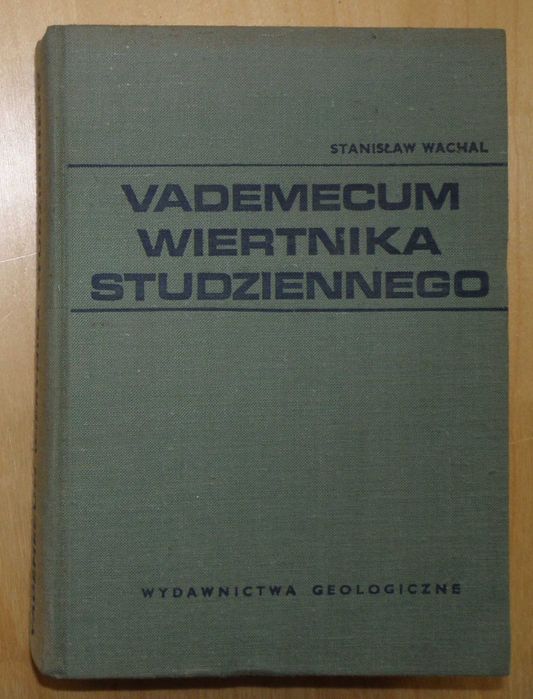 STANISŁAW WACHAL
VADEMECUM
WIERTNIKA
STUDZIENNEGO
WYDAWNICTWA GEOLOGICZNE